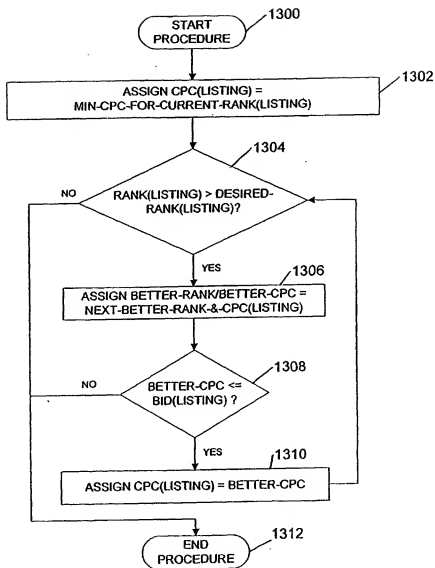 START
PROCEDURE
1300
ASSIGN CPC(LISTING) =
MIN-CPC-FOR-CURRENT-RANK(LISTING)
1302
1304
NO
RANK(LISTING) > DESIRED-
RANK(LISTING)?
YES
1306
ASSIGN BETTER-RANK/BETTER-CPC =
NEXT-BETTER-RANK-&-CPC(LISTING)
1308
NO
BETTER-CPC <=
BID(LISTING) ?
YES
1310
ASSIGN CPC(LISTING) = BETTER-CPC
END
PROCEDURE
1312